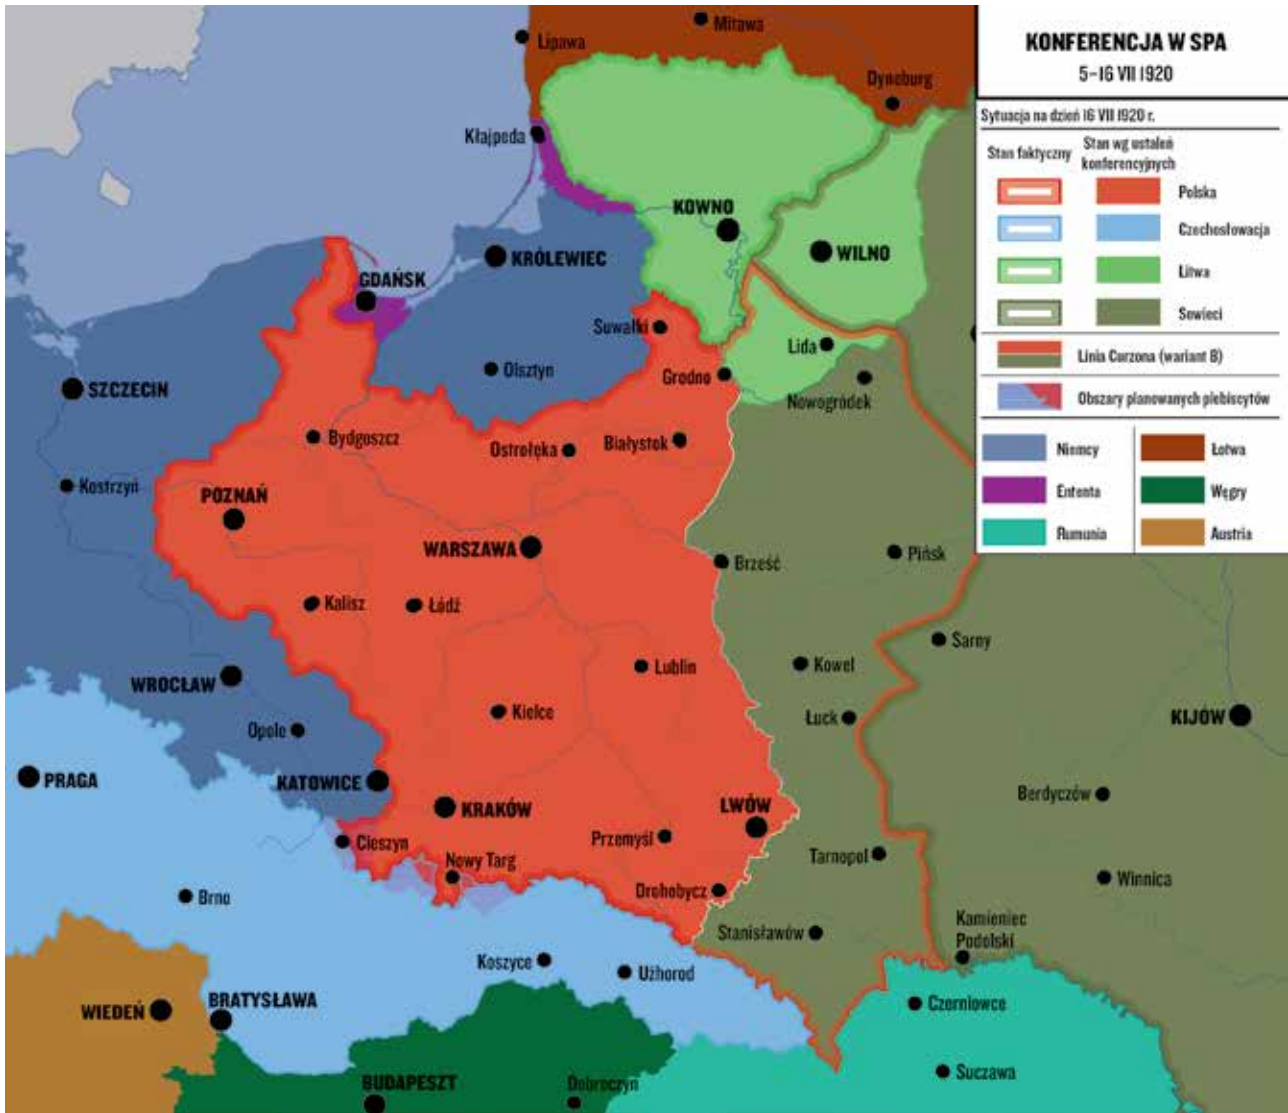 KONFERENCJA W SPA
5–16 VII 1920
Sytuacja na dzień 16 VII 1920 r.
Stan faktyczny
Stan wg ustaleń
konferencyjnych
Polska
Czechosłowacja
Litwa
Sowieci
Linia Curzona (wariant B)
Obszary planowanych plebiscytów
Niemcy
Łotwa
Ententa
Węgry
Rumunia
Austria
Mitawa
Lipawa
Dyneburg
Kłajpeda
KOWNO
WILNO
KRÓLEWIEC
GDAŃSK
Suwałki
Lida
Olsztyn
Grodno
SZCZECIN
Nowogródek
Bydgoszcz
Ostrołęka
Białystok
Kostrzyń
POZNAŃ
WARSZAWA
Brześć
Pińsk
Kalisz
Łódź
Sarny
Lublin
Kowel
WROCŁAW
Kielce
Łuck
KIJÓW
Opole
PRAGA
KATOWICE
KRAKÓW
LWÓW
Berdyczów
Przemyśl
Cieszyn
Tarnopol
Nowy Targ
Winnica
Brno
Drohobycz
Stanisławów
Kamieniec
Podolski
Koszyce
Użhorod
WIEDEŃ
BRATYSŁAWA
Czerniowce
Suczawa
BUDAPESZT
Debreczyn